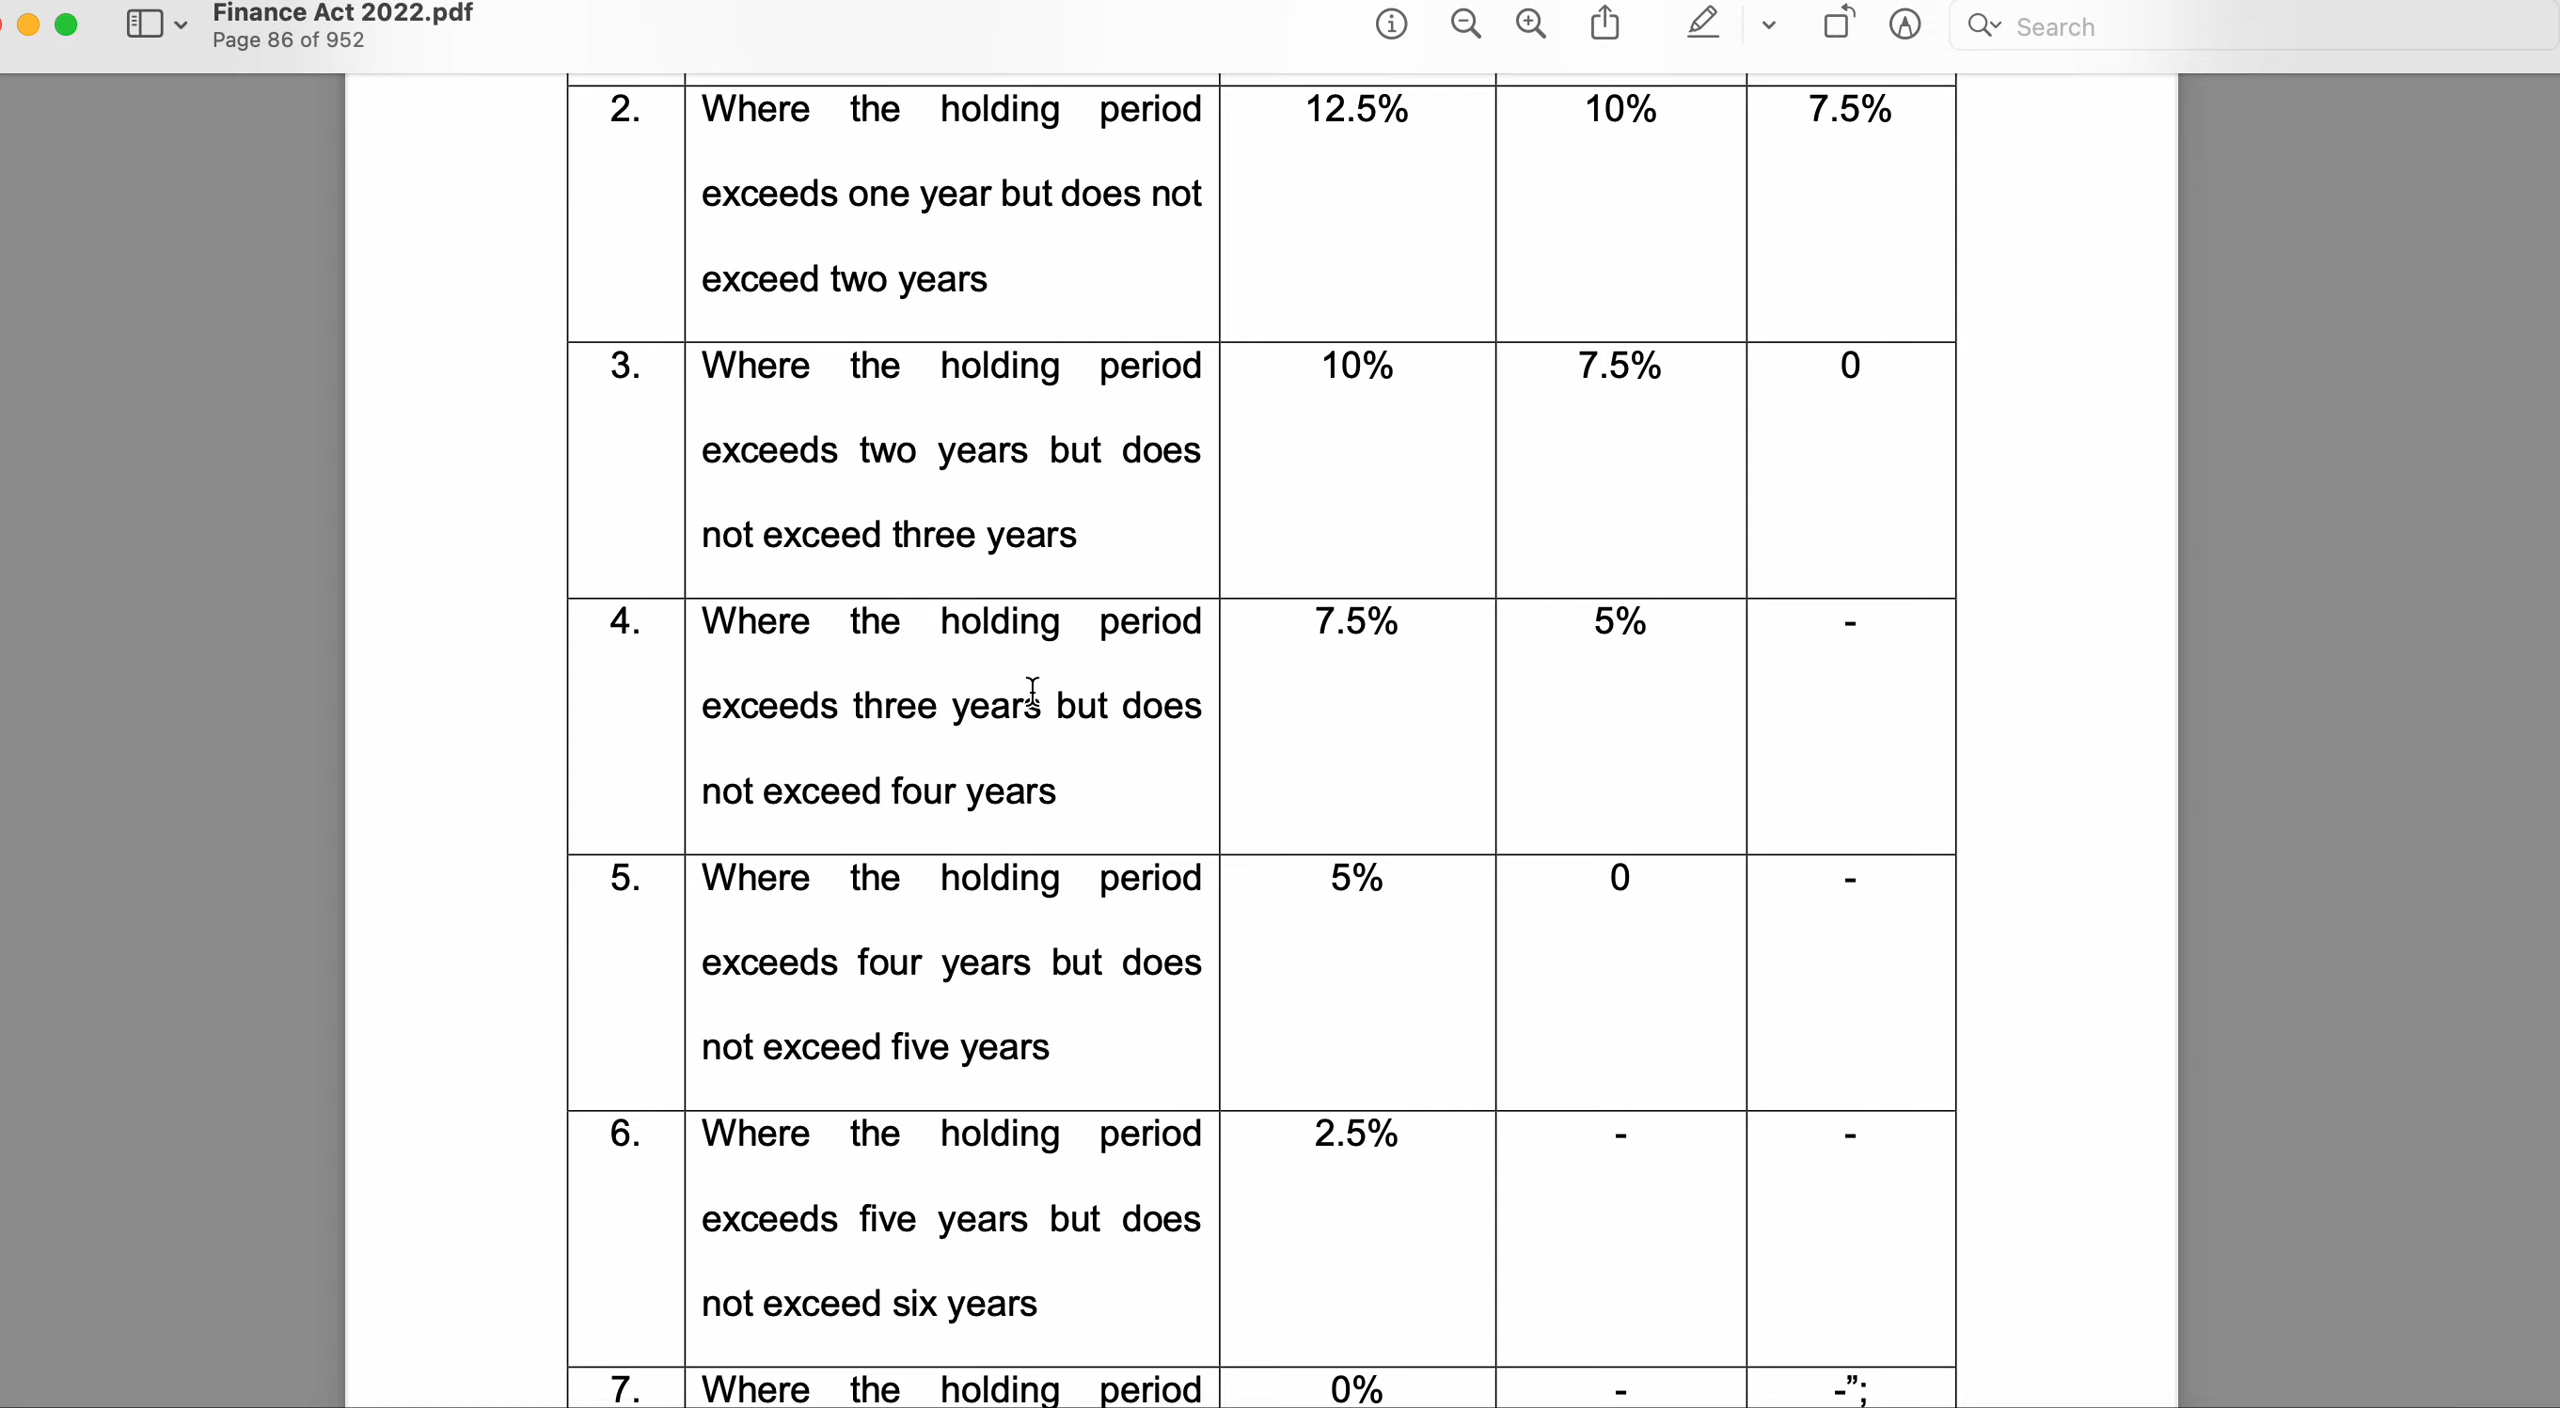 Finance Act 2022.pdf
Page 86 of 952
Search
2. Where the holding period 12.5% 10% 7.5%
exceeds one year but does not
exceed two years
3. Where the holding period 10% 7.5% 0
exceeds two years but does
not exceed three years
4. Where the holding period 7.5% 5% -
exceeds three years but does
not exceed four years
5. Where the holding period 5% 0 -
exceeds four years but does
not exceed five years
6. Where the holding period 2.5% - -
exceeds five years but does
not exceed six years
7. Where the holding period 0% - -”;